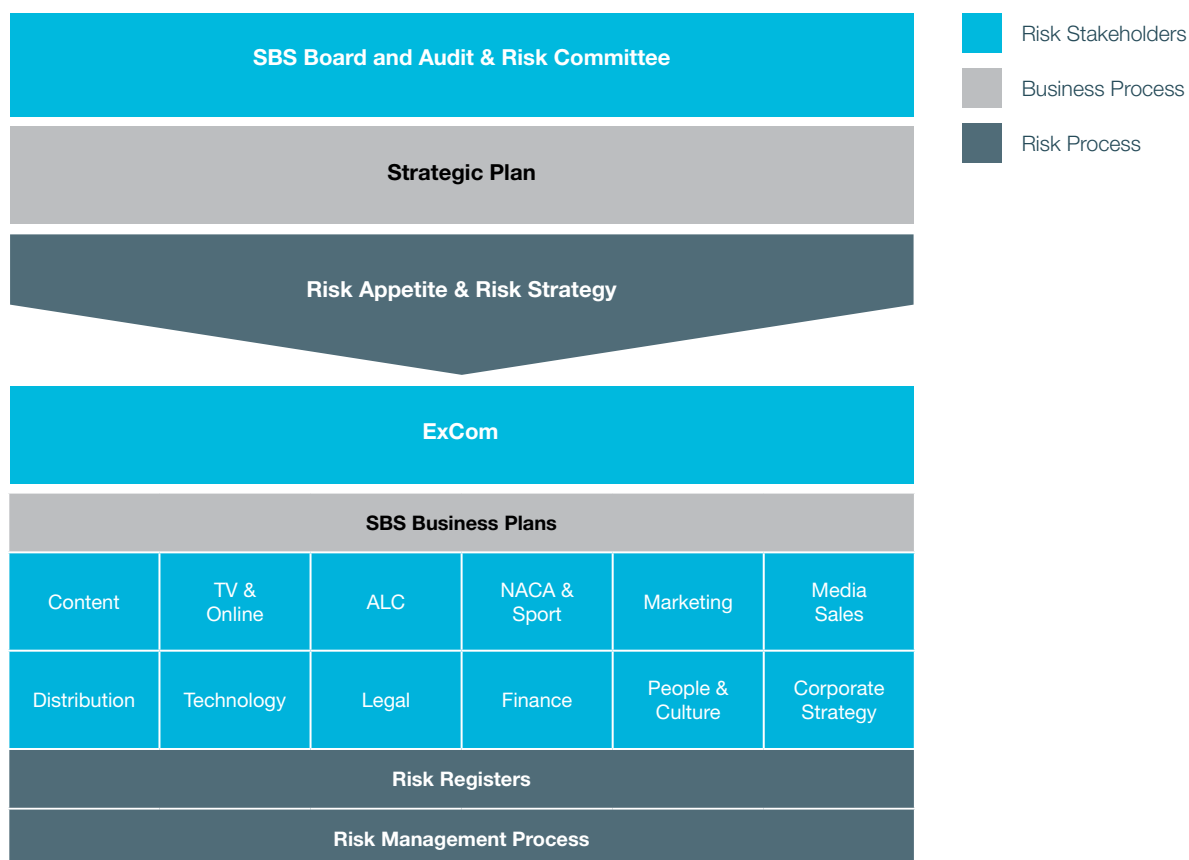 SBS Board and Audit & Risk Committee
Risk Stakeholders
Business Process
Risk Process
Strategic Plan
Risk Appetite & Risk Strategy
ExCom
SBS Business Plans
Content
TV &
Online
ALC
NACA &
Sport
Marketing
Media
Sales
Distribution
Technology
Legal
Finance
People &
Culture
Corporate
Strategy
Risk Registers
Risk Management Process